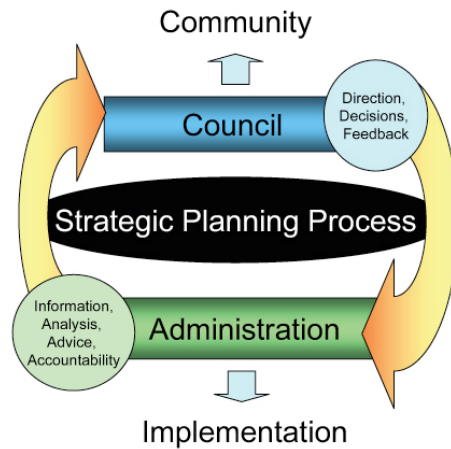 Community
Council
Direction,
Decisions,
Feedback
Strategic Planning Process
Information,
Analysis,
Advice,
Accountability
Administration
Implementation